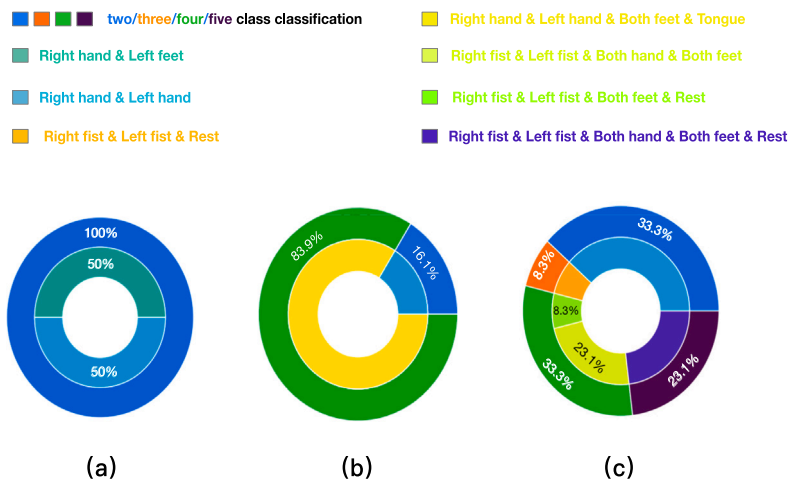 two/three/four/five class classification
Right hand & Left feet
Right hand & Left hand
Right fist & Left fist & Rest
Right hand & Left hand & Both feet & Tongue
Right fist & Left fist & Both hand & Both feet
Right fist & Left fist & Both feet & Rest
Right fist & Left fist & Both hand & Both feet & Rest
100%
50%
50%
83.9%
16.1%
33.3%
8.3%
8.3%
23.1%
33.3%
23.1%
(a)
(b)
(c)